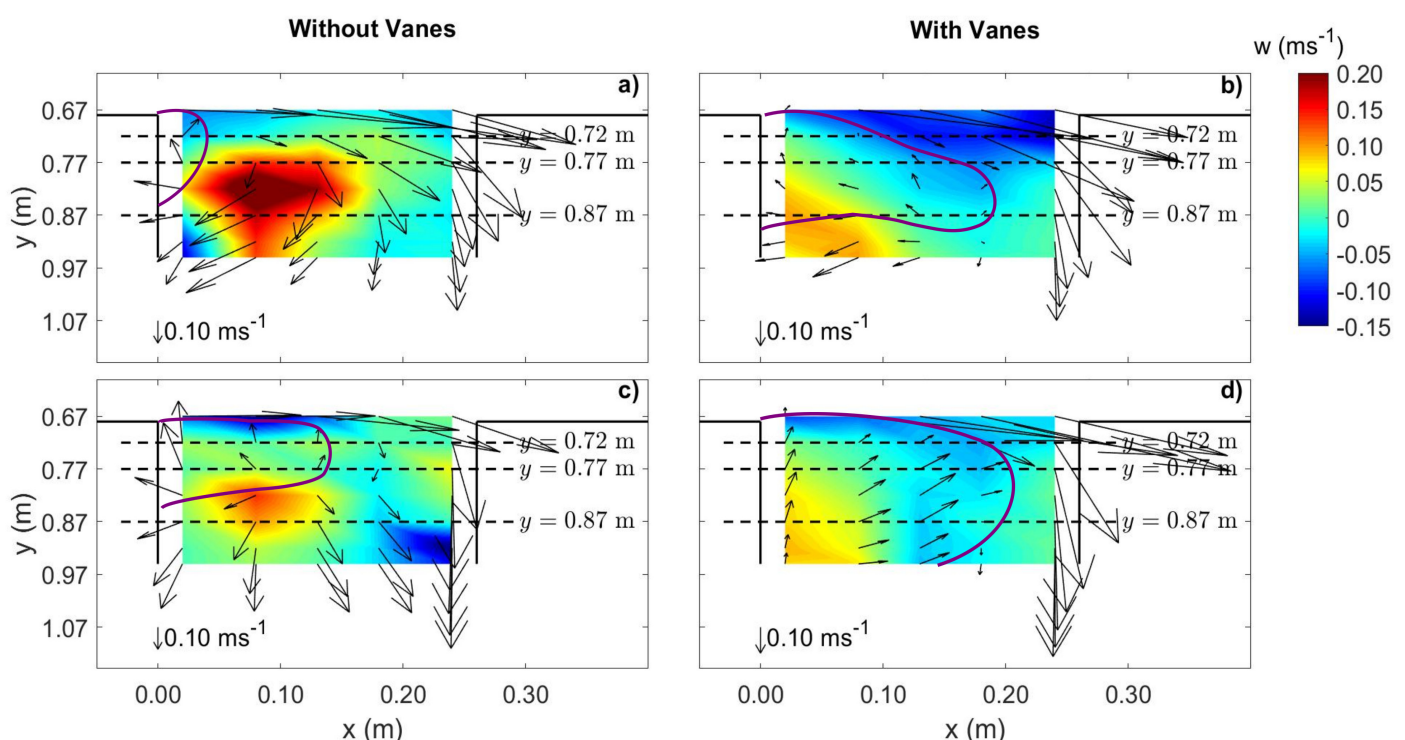 Without Vanes
With Vanes
w (ms⁻¹)
a)
b)
0.67
0.77
0.87
0.97
1.07
y (m)
y = 0.72 m
y = 0.77 m
y = 0.87 m
0.10 ms⁻¹
y = 0.72 m
y = 0.77 m
y = 0.87 m
0.10 ms⁻¹
0.20
0.15
0.10
0.05
0
-0.05
-0.10
-0.15
c)
d)
0.67
0.77
0.87
0.97
1.07
y (m)
y = 0.72 m
y = 0.77 m
y = 0.87 m
0.10 ms⁻¹
y = 0.72 m
y = 0.77 m
y = 0.87 m
0.10 ms⁻¹
0.00 0.10 0.20 0.30
x (m)
0.00 0.10 0.20 0.30
x (m)